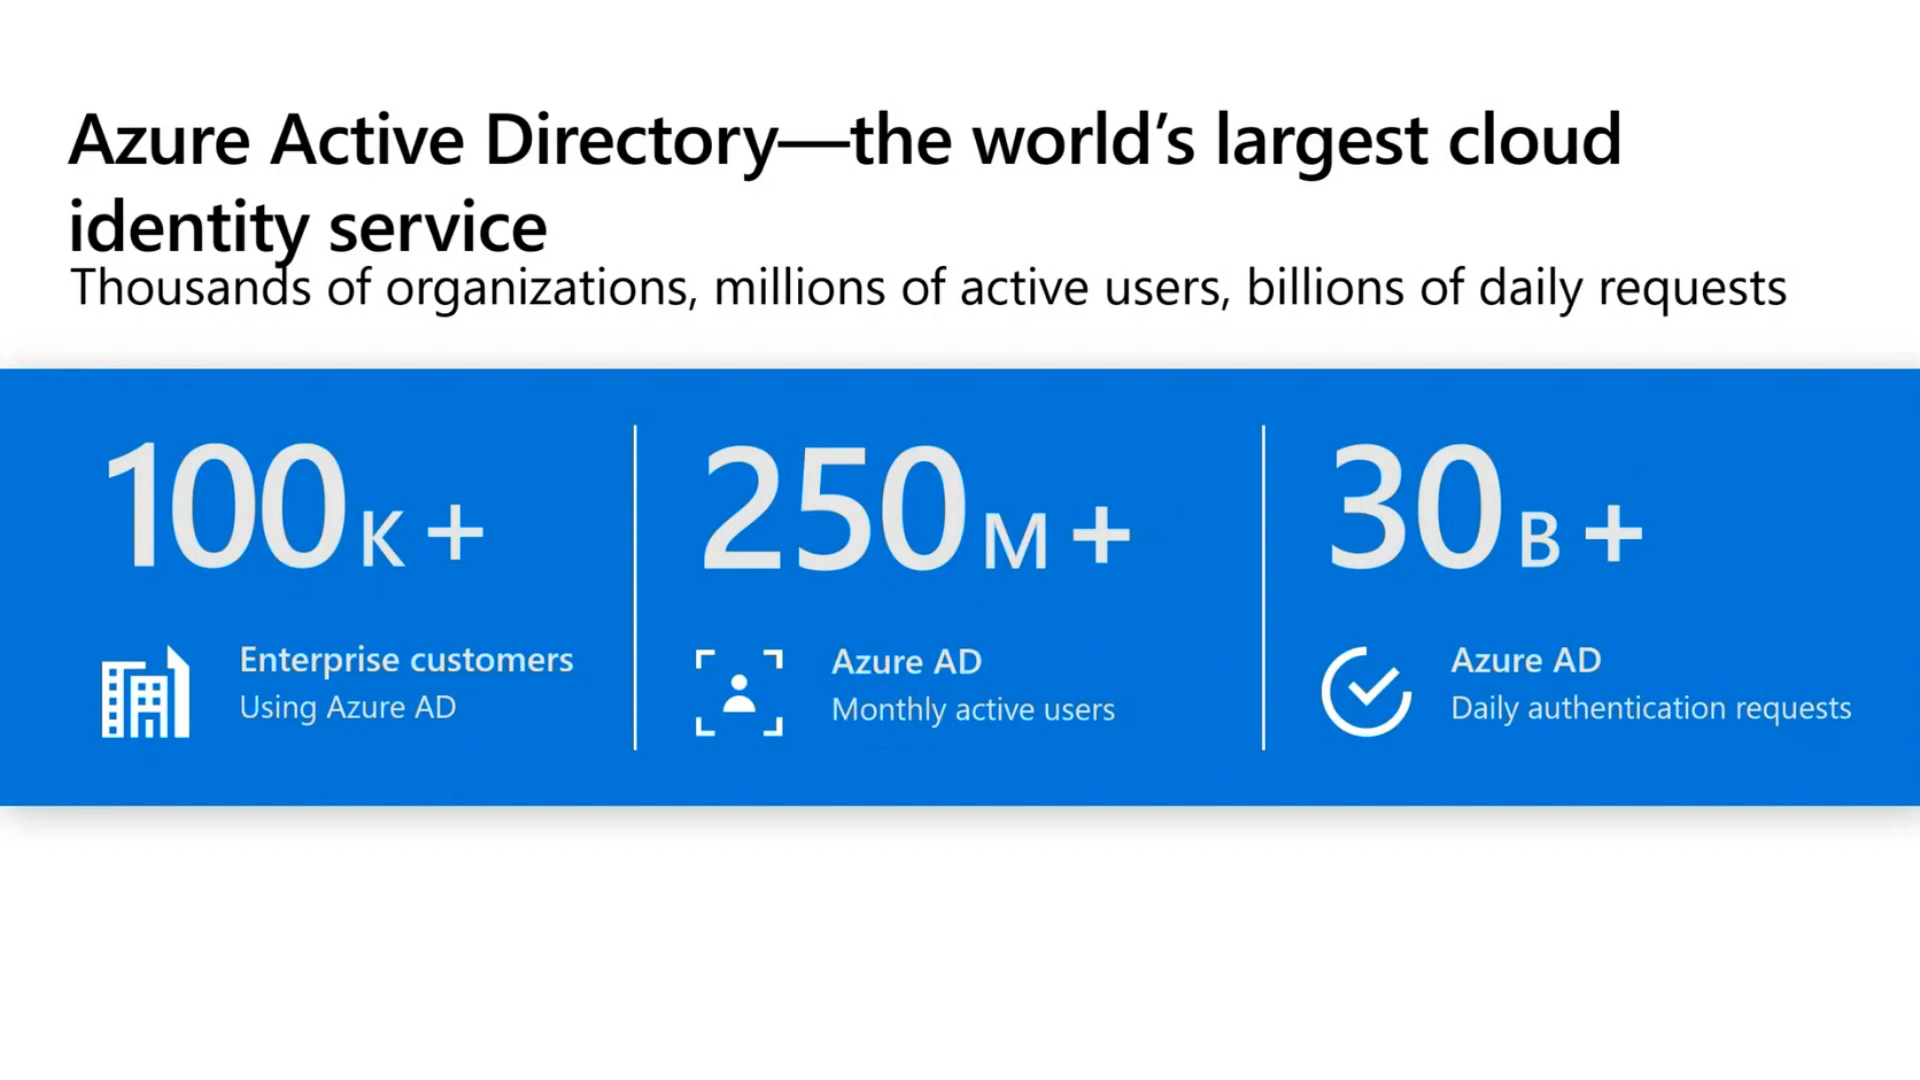 Azure Active Directory—the world’s largest cloud
identity service
Thousands of organizations, millions of active users, billions of daily requests
100K+
Enterprise customers
Using Azure AD
250M+
Azure AD
Monthly active users
30B+
Azure AD
Daily authentication requests